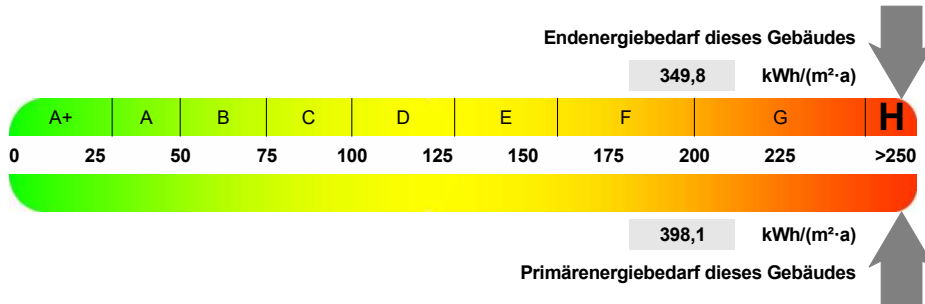 Endenergiebedarf dieses Gebäudes
349,8 kWh/(m²·a)
A+ A B C D E F G H
0 25 50 75 100 125 150 175 200 225 >250
398,1 kWh/(m²·a)
Primärenergiebedarf dieses Gebäudes